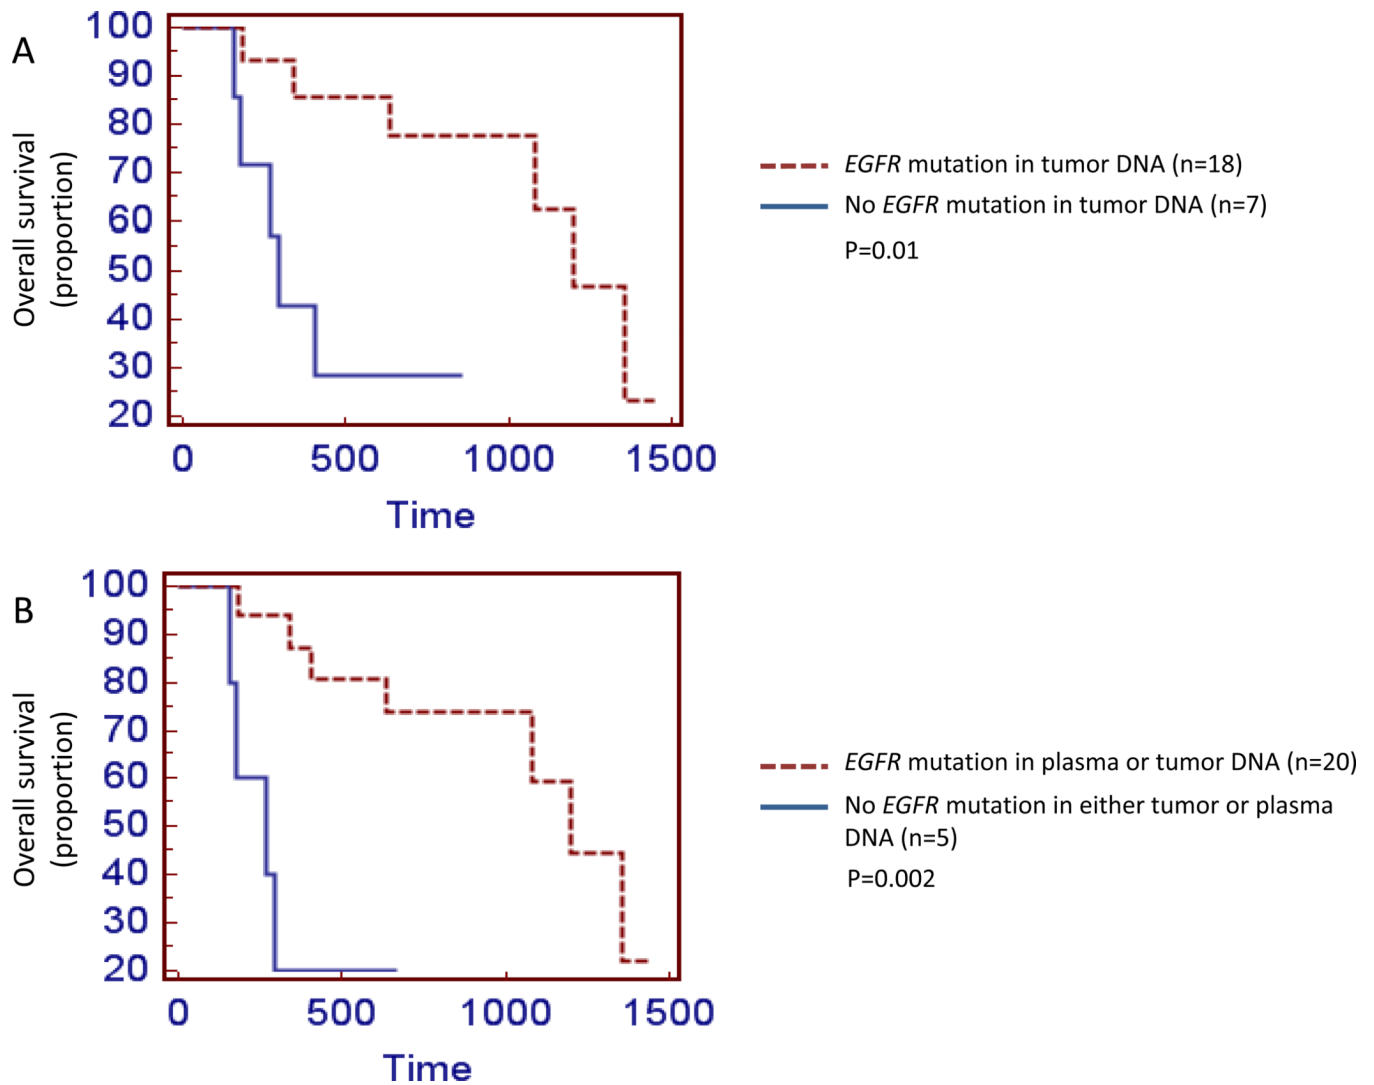 A
Overall survival
(proportion)
100
90
80
70
60
50
40
30
20
0 500 1000 1500
Time
EGFR mutation in tumor DNA (n=18)
No EGFR mutation in tumor DNA (n=7)
P=0.01
B
Overall survival
(proportion)
100
90
80
70
60
50
40
30
20
0 500 1000 1500
Time
EGFR mutation in plasma or tumor DNA (n=20)
No EGFR mutation in either tumor or plasma
DNA (n=5)
P=0.002